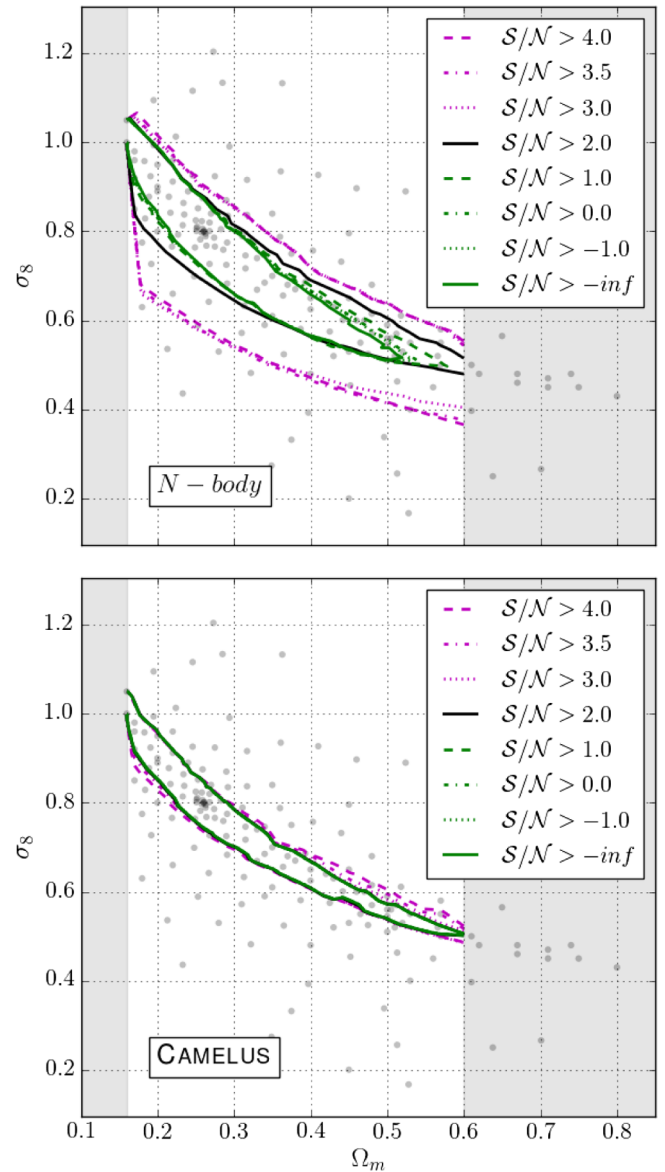 1.2
1.0
0.8
0.6
0.4
0.2
σ₈
S/N > 4.0
S/N > 3.5
S/N > 3.0
S/N > 2.0
S/N > 1.0
S/N > 0.0
S/N > −1.0
S/N > −inf
N − body
1.2
1.0
0.8
0.6
0.4
0.2
σ₈
S/N > 4.0
S/N > 3.5
S/N > 3.0
S/N > 2.0
S/N > 1.0
S/N > 0.0
S/N > −1.0
S/N > −inf
CAMELUS
0.1 0.2 0.3 0.4 0.5 0.6 0.7 0.8
Ωₘ